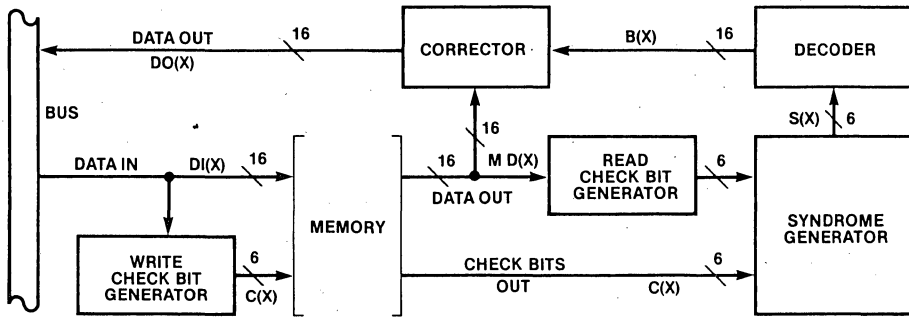 DATA OUT
16
DO(X)
CORRECTOR
B(X)
16
DECODER
BUS
16
S(X)
6
DATA IN
DI(X)
16
16
M D(X)
DATA OUT
READ
CHECK BIT
GENERATOR
6
MEMORY
SYNDROME
GENERATOR
WRITE
CHECK BIT
GENERATOR
6
C(X)
CHECK BITS
OUT
C(X)
6